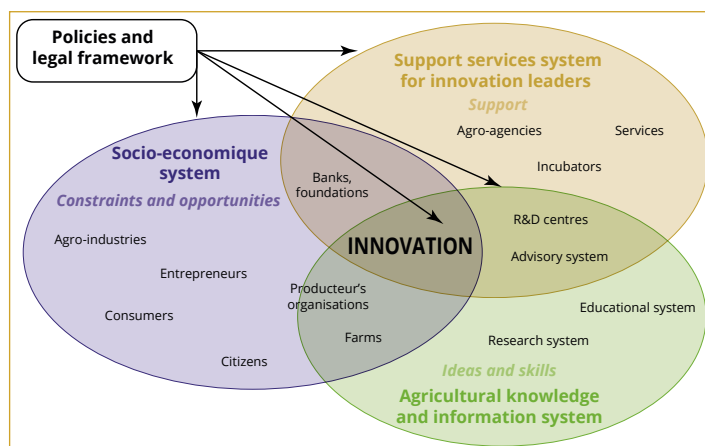 Policies and
legal framework
Support services system
for innovation leaders
Support
Agro-agencies
Services
Incubators
Socio-economique
system
Constraints and opportunities
Banks,
foundations
R&D centres
Advisory system
INNOVATION
Agro-industries
Entrepreneurs
Consumers
Citizens
Producteur's
organisations
Farms
Educational system
Research system
Ideas and skills
Agricultural knowledge
and information system